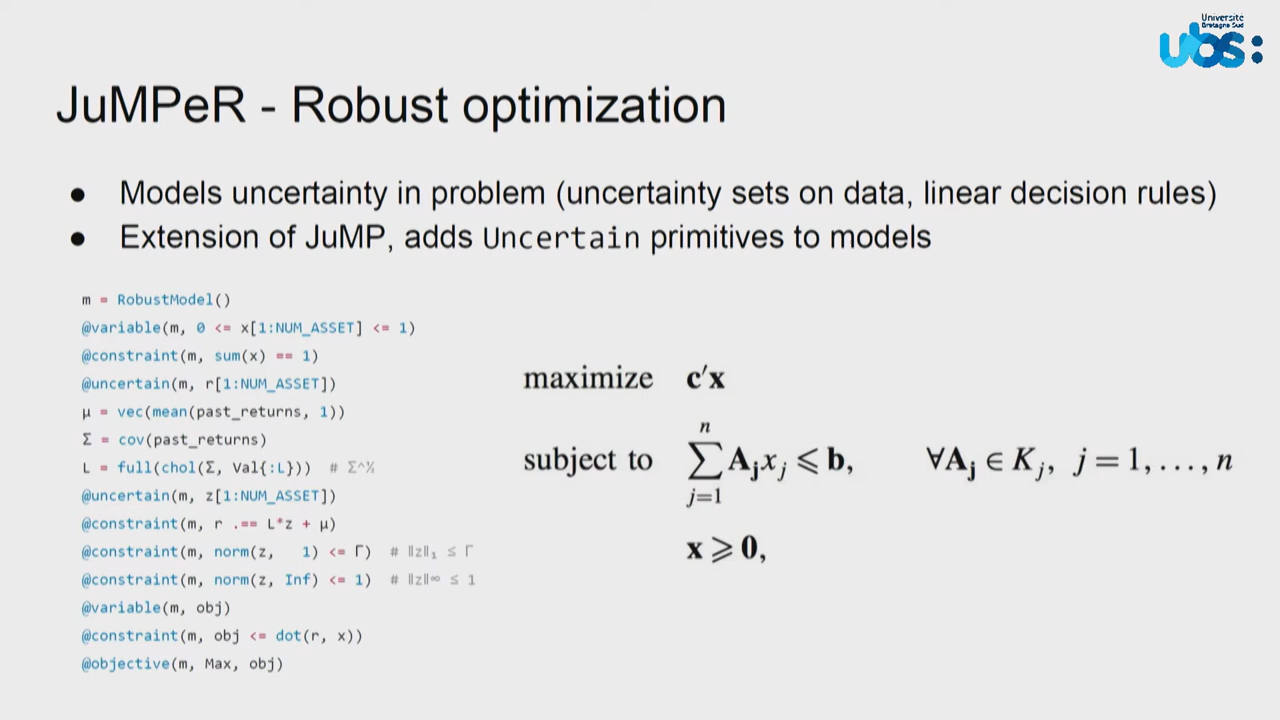 Université
Bretagne Sud
ubs:
JuMPeR - Robust optimization
● Models uncertainty in problem (uncertainty sets on data, linear decision rules)
● Extension of JuMP, adds Uncertain primitives to models
m = RobustModel()
@variable(m, 0 <= x[1:NUM_ASSET] <= 1)
@constraint(m, sum(x) == 1)
@uncertain(m, r[1:NUM_ASSET])
μ = vec(mean(past_returns, 1))
Σ = cov(past_returns)
L = full(chol(Σ, Val{:L})) # Σ^½
@uncertain(m, z[1:NUM_ASSET])
@constraint(m, r .== L*z + μ)
@constraint(m, norm(z,   1) <= Γ) # ‖z‖₁ ≤ Γ
@constraint(m, norm(z, Inf) <= 1) # ‖z‖∞ ≤ 1
@variable(m, obj)
@constraint(m, obj <= dot(r, x))
@objective(m, Max, obj)
maximize c′x
subject to ∑_{j=1}^{n} A_j x_j ⩽ b, ∀A_j ∈ K_j, j = 1, . . . , n
x ⩾ 0,